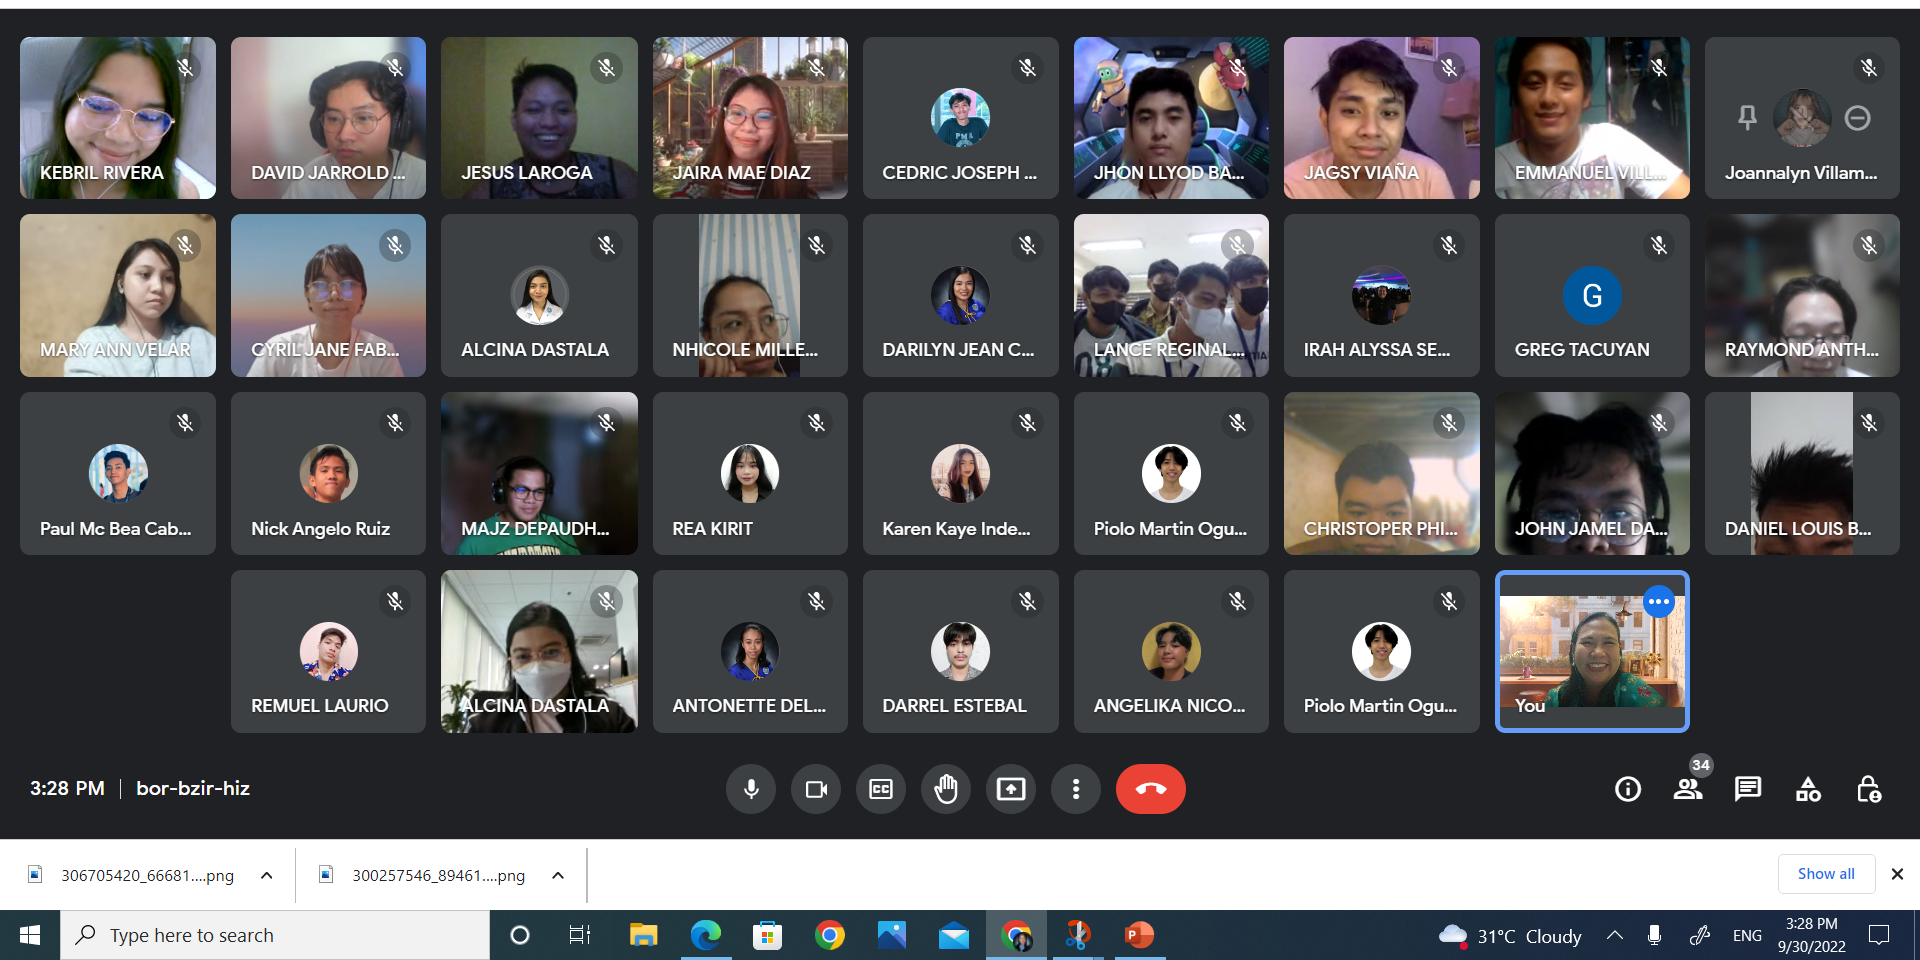 KEBRIL RIVERA
DAVID JARROLD ...
JESUS LAROGA
JAIRA MAE DIAZ
CEDRIC JOSEPH ...
JHON LLYOD BA...
JAGSY VIAÑA
EMMANUEL VILL...
Joannalyn Villam...
MARY ANN VELAR
CYRIL JANE FAB...
ALCINA DASTALA
NHICOLE MILLE...
DARILYN JEAN C...
LANCE REGINAL...
IRAH ALYSSA SE...
G
GREG TACUYAN
RAYMOND ANTH...
Paul Mc Bea Cab...
Nick Angelo Ruiz
MAJZ DEPAUDH...
REA KIRIT
Karen Kaye Inde...
Piolo Martin Ogu...
CHRISTOPER PHI...
JOHN JAMEL DA...
DANIEL LOUIS B...
REMUEL LAURIO
ALCINA DASTALA
ANTONETTE DEL...
DARREL ESTEBAL
ANGELIKA NICO...
Piolo Martin Ogu...
You
3:28 PM | bor-bzir-hiz
CC
34
306705420_66681....png
300257546_89461....png
Show all
Type here to search
P
31°C Cloudy
ENG
3:28 PM
9/30/2022